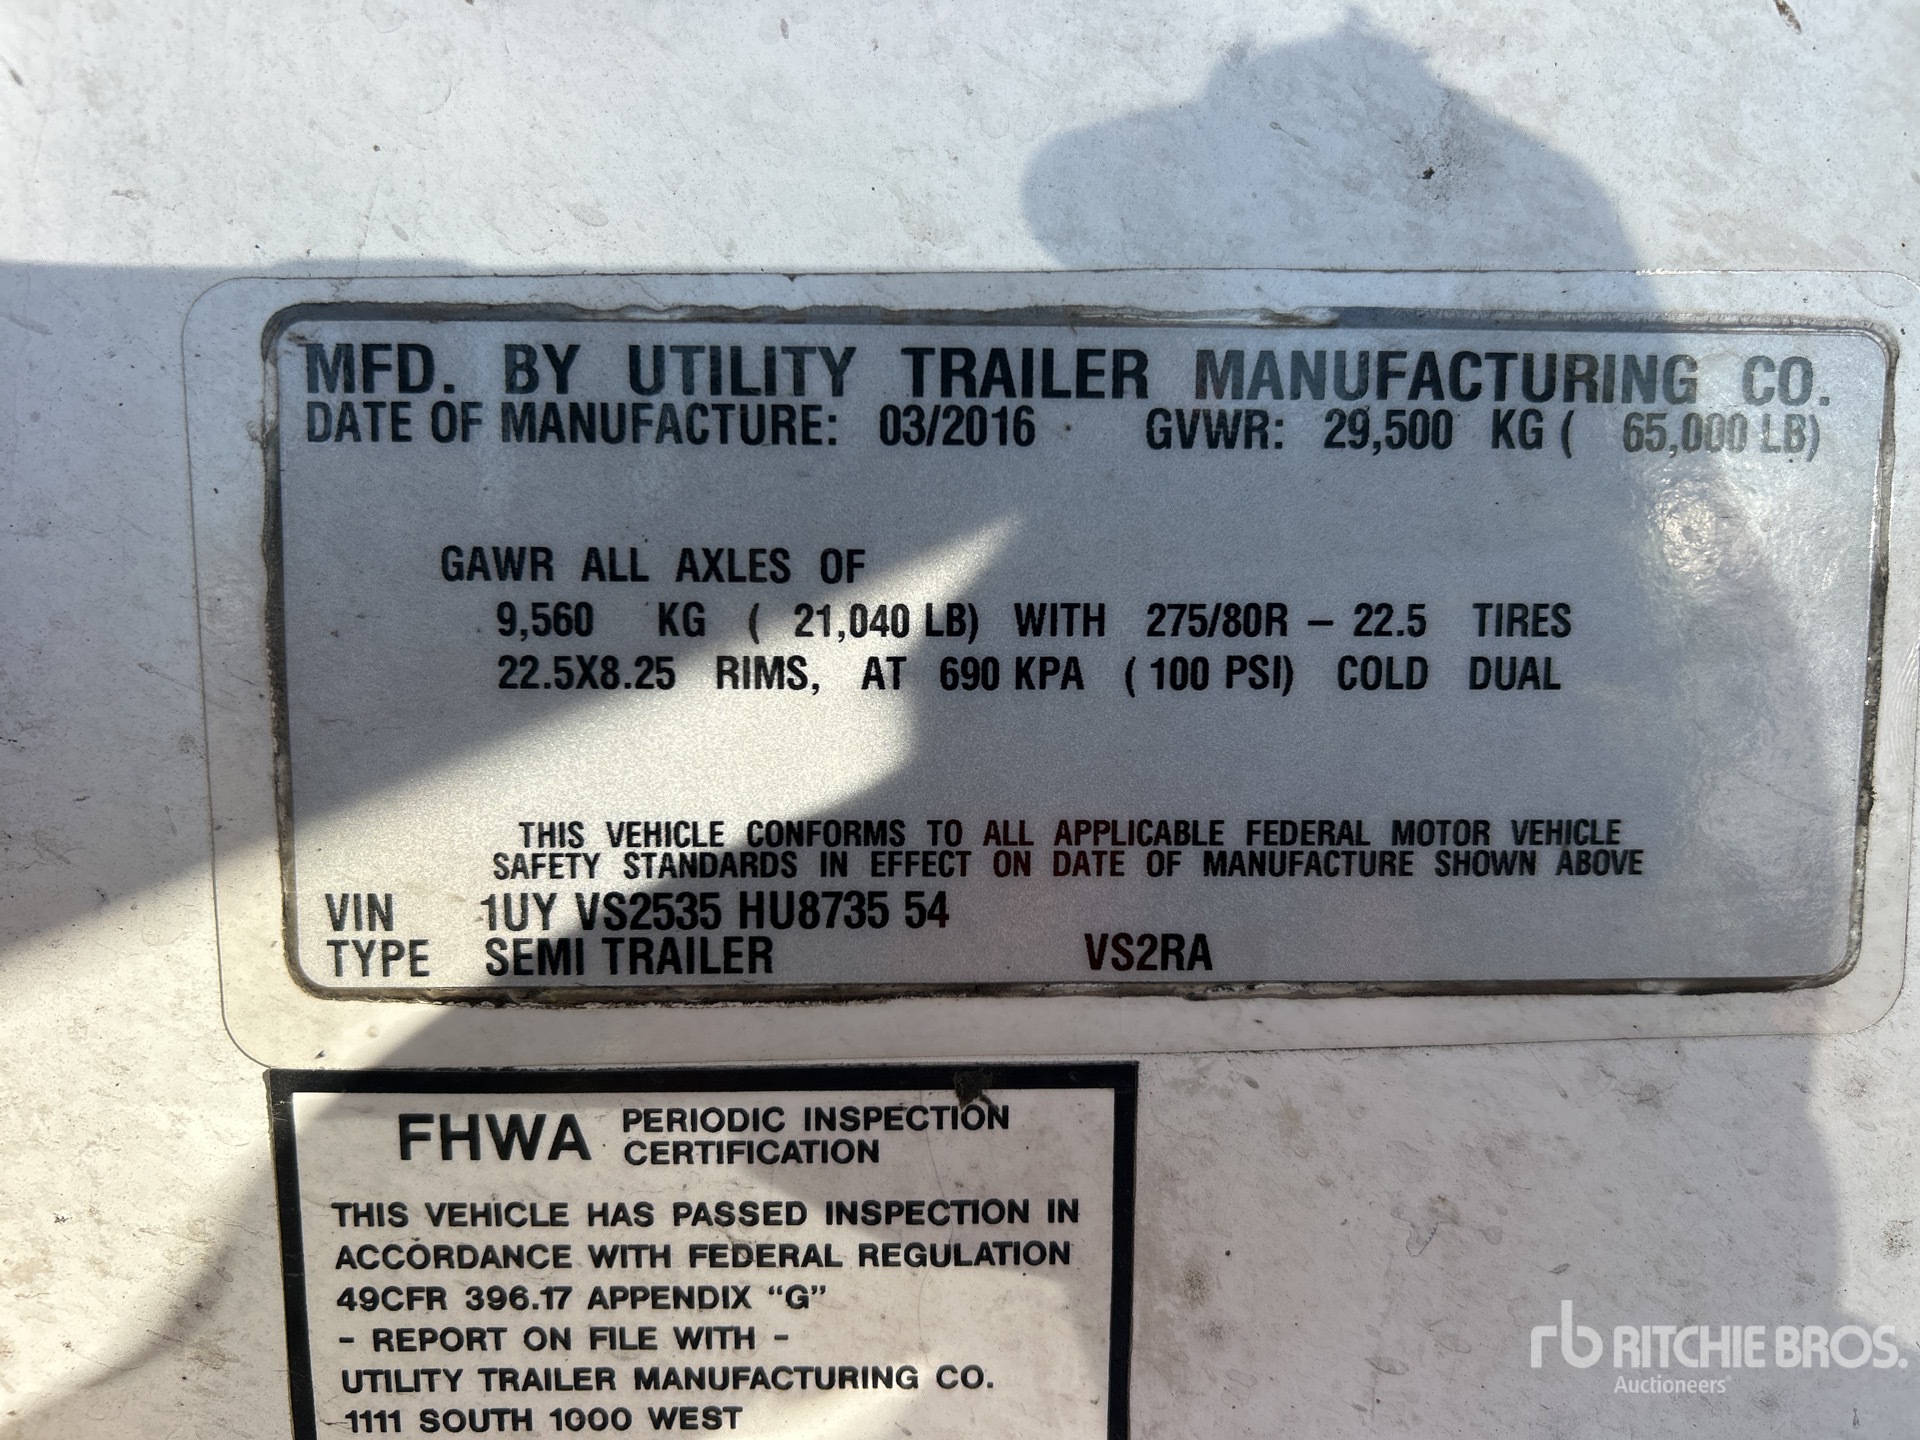 MFD. BY UTILITY TRAILER MANUFACTURING CO.
DATE OF MANUFACTURE: 03/2016 GVWR: 29,500 KG ( 65,000 LB)
GAWR ALL AXLES OF
9,560 KG ( 21,040 LB) WITH 275/80R – 22.5 TIRES
22.5X8.25 RIMS, AT 690 KPA ( 100 PSI) COLD DUAL
THIS VEHICLE CONFORMS TO ALL APPLICABLE FEDERAL MOTOR VEHICLE
SAFETY STANDARDS IN EFFECT ON DATE OF MANUFACTURE SHOWN ABOVE
VIN 1UY VS2535 HU8735 54
TYPE SEMI TRAILER VS2RA
FHWA PERIODIC INSPECTION
CERTIFICATION
THIS VEHICLE HAS PASSED INSPECTION IN
ACCORDANCE WITH FEDERAL REGULATION
49CFR 396.17 APPENDIX "G"
- REPORT ON FILE WITH -
UTILITY TRAILER MANUFACTURING CO.
1111 SOUTH 1000 WEST
rb RITCHIE BROS.
Auctioneers